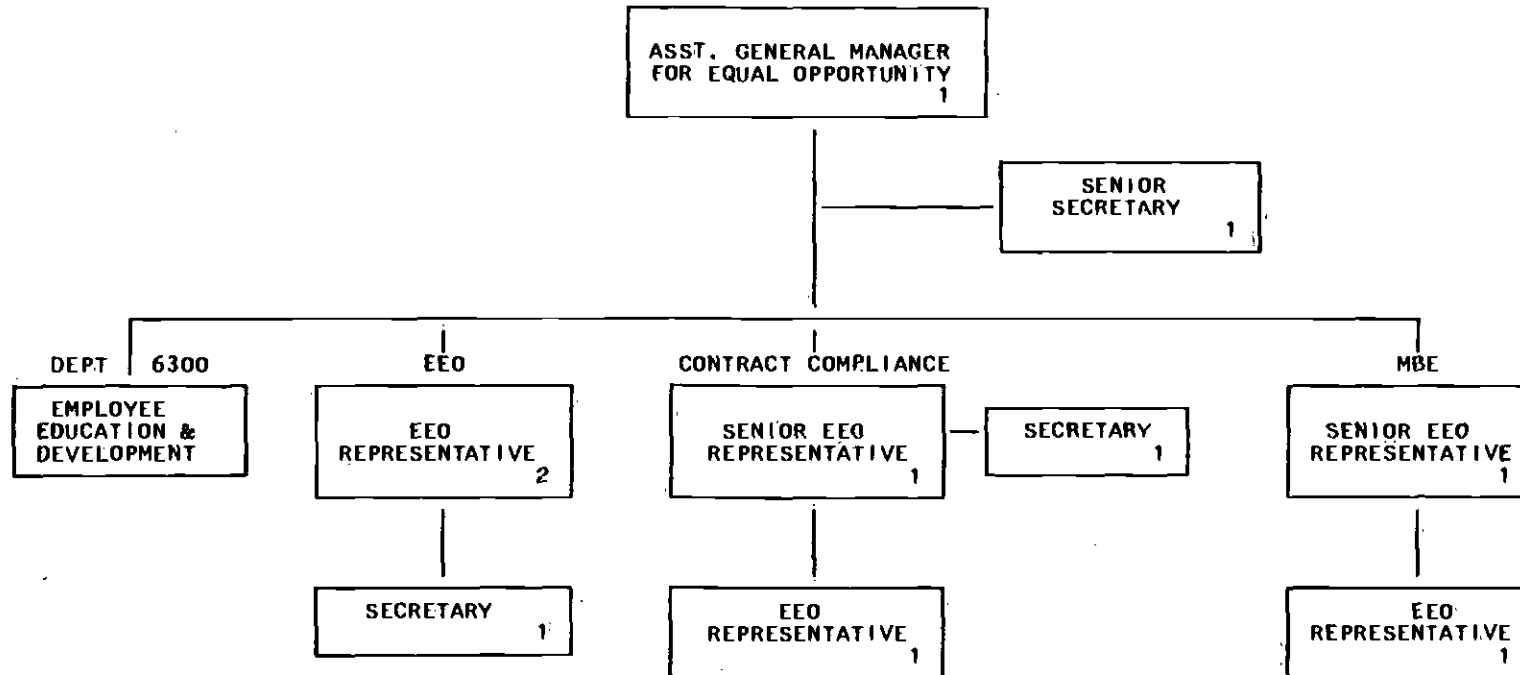 ASST. GENERAL MANAGER
FOR EQUAL OPPORTUNITY
1
SENIOR
SECRETARY
1
DEPT 6300
EMPLOYEE
EDUCATION &
DEVELOPMENT
EEO
EEO
REPRESENTATIVE
2
SECRETARY
1
CONTRACT COMPLIANCE
SENIOR EEO
REPRESENTATIVE
1
SECRETARY
1
EEO
REPRESENTATIVE
1
MBE
SENIOR EEO
REPRESENTATIVE
1
EEO
REPRESENTATIVE
1